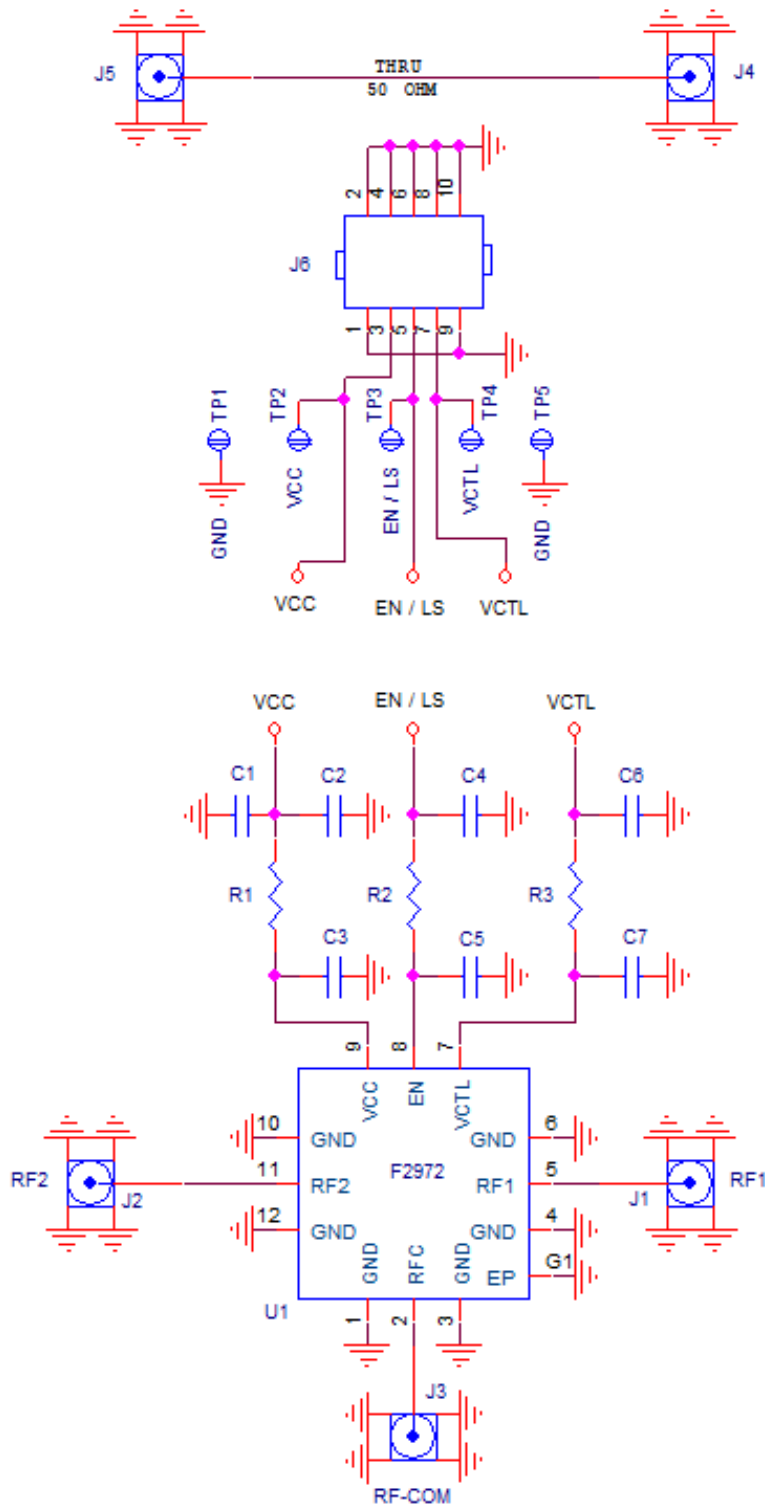 J5
THRU
J4
50 OHM
2
4
6
8
10
J6
1
3
5
7
9
TP1
TP2
TP3
TP4
TP5
GND
VCC
EN / LS
VCTL
GND
VCC
EN / LS
VCTL
VCC
EN / LS
VCTL
C1
C2
C4
C6
R1
R2
R3
C3
C5
C7
9
8
7
VCC
EN
VCTL
10
GND
GND
6
RF2
11
RF2
F2972
RF1
5
RF1
J2
J1
12
GND
GND
4
GND
RFC
GND
EP
G1
U1
1
2
3
J3
RF-COM